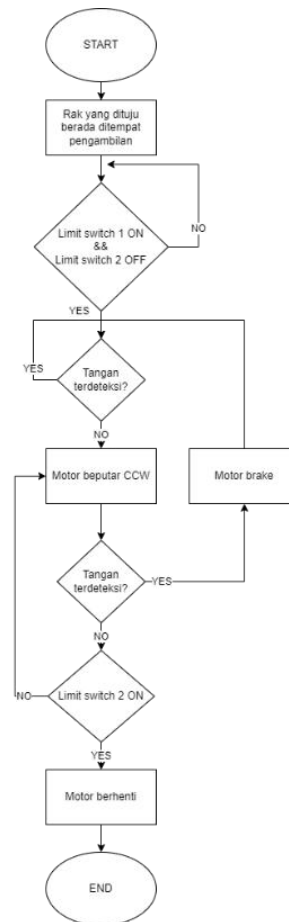 START
Rak yang dituju
berada ditempat
pengambilan
NO
Limit switch 1 ON
&&
Limit switch 2 OFF
YES
YES
Tangan
terdeteksi?
NO
Motor beputar CCW
Motor brake
Tangan
terdeteksi?
YES
NO
NO
Limit switch 2 ON
YES
Motor berhenti
END